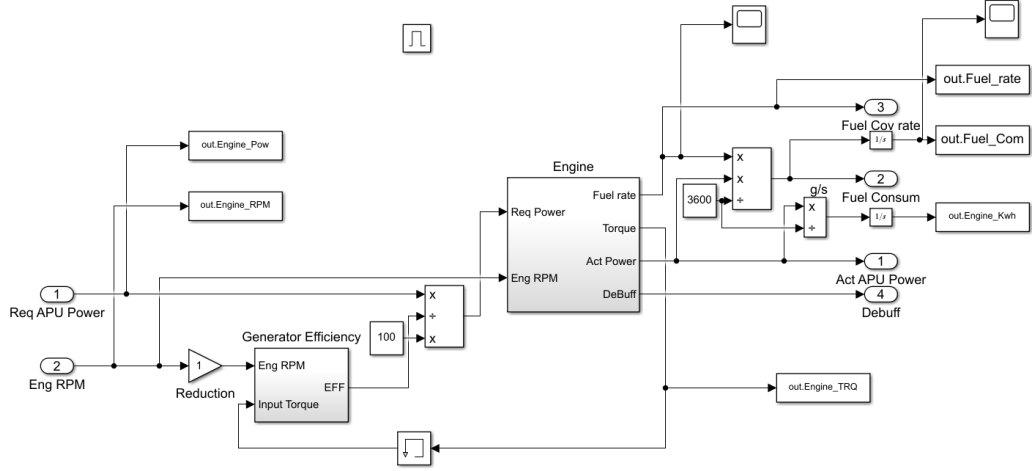 out.Fuel_rate
3
Fuel Cov rate
1/s
out.Fuel_Com
out.Engine_Pow
Engine
x
x
÷
3600
2
Fuel Consum
g/s
x
÷
1/s
out.Engine_Kwh
out.Engine_RPM
Fuel rate
Req Power
Torque
Act Power
Eng RPM
DeBuff
1
Act APU Power
4
Debuff
1
Req APU Power
x
÷
x
100
Generator Efficiency
2
Eng RPM
1
Reduction
Eng RPM
EFF
Input Torque
out.Engine_TRQ